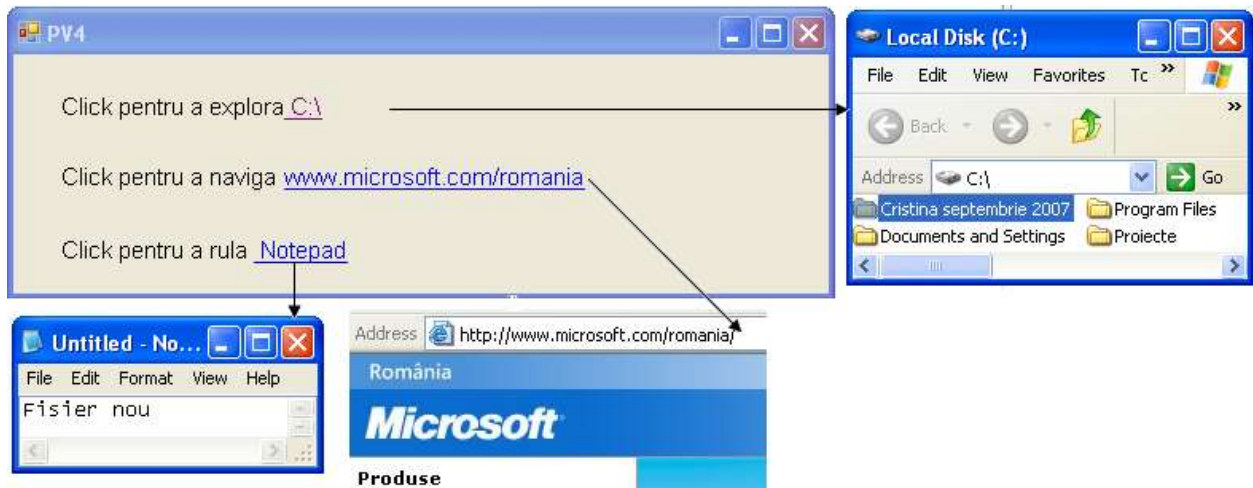 PV4
Click pentru a explora C:\
Click pentru a naviga www.microsoft.com/romania
Click pentru a rula Notepad
Local Disk (C:)
File Edit View Favorites Tc »
Back »
Address C:\ Go
Cristina septembrie 2007 Program Files
Documents and Settings Proiecte
Untitled - No...
File Edit Format View Help
Fisier nou
Address http://www.microsoft.com/romania/
România
Microsoft
Produse